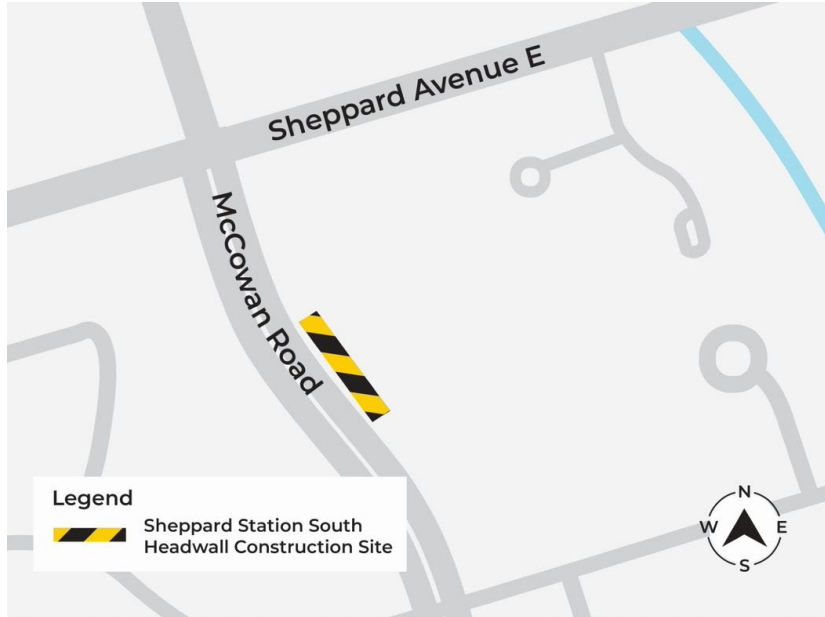 Sheppard Avenue E
McCowan Road
Legend
Sheppard Station South
Headwall Construction Site
N
W E
S